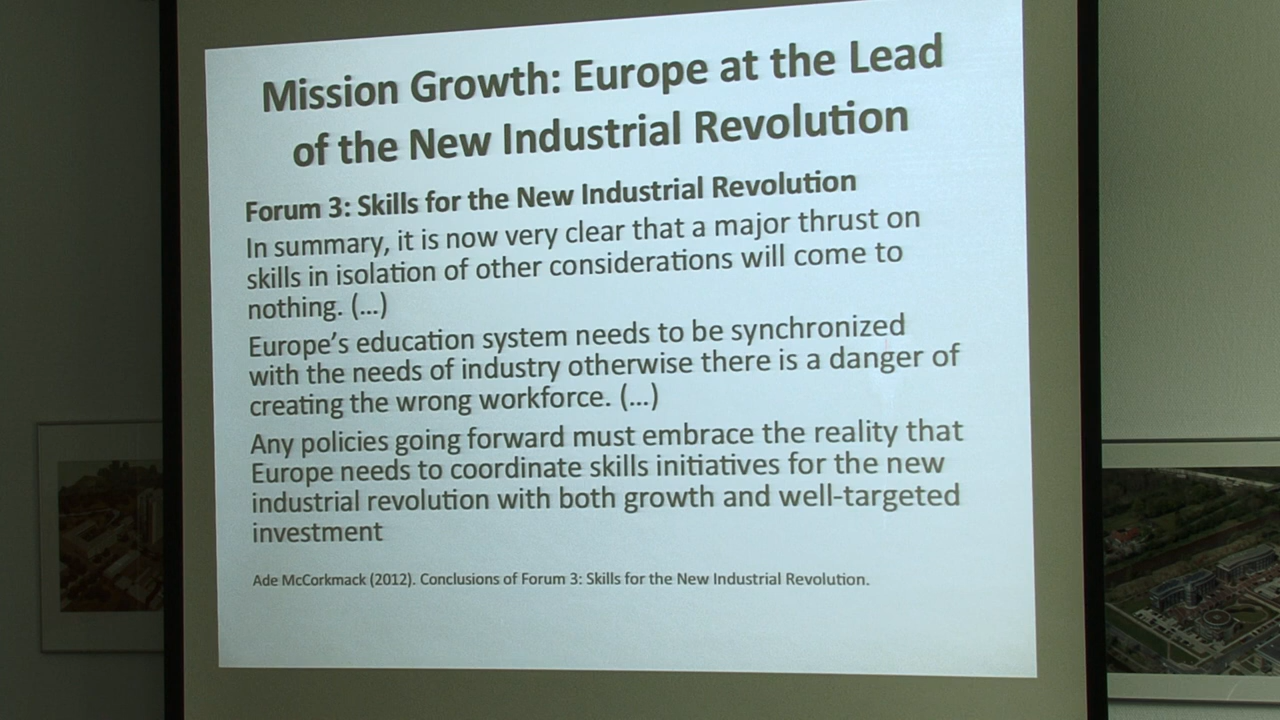 Mission Growth: Europe at the Lead
of the New Industrial Revolution
Forum 3: Skills for the New Industrial Revolution
In summary, it is now very clear that a major thrust on
skills in isolation of other considerations will come to
nothing. (...)
Europe's education system needs to be synchronized
with the needs of industry otherwise there is a danger of
creating the wrong workforce. (...)
Any policies going forward must embrace the reality that
Europe needs to coordinate skills initiatives for the new
industrial revolution with both growth and well-targeted
investment
Ade McCorkmack (2012). Conclusions of Forum 3: Skills for the New Industrial Revolution.